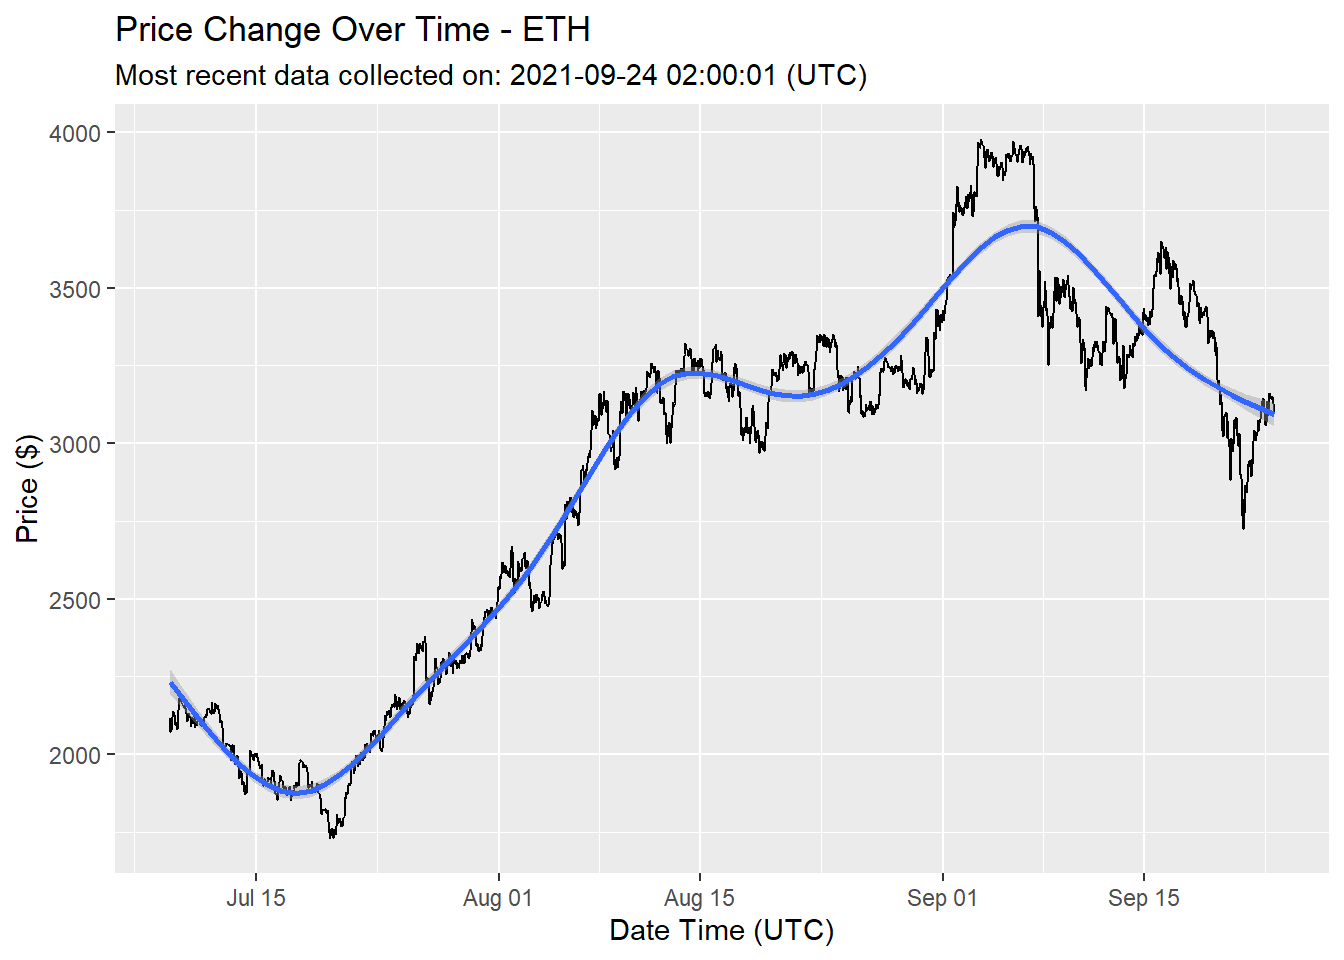 Price Change Over Time - ETH
Most recent data collected on: 2021-09-24 02:00:01 (UTC)
Price ($)
4000
3500
3000
2500
2000
Jul 15 Aug 01 Aug 15 Sep 01 Sep 15
Date Time (UTC)